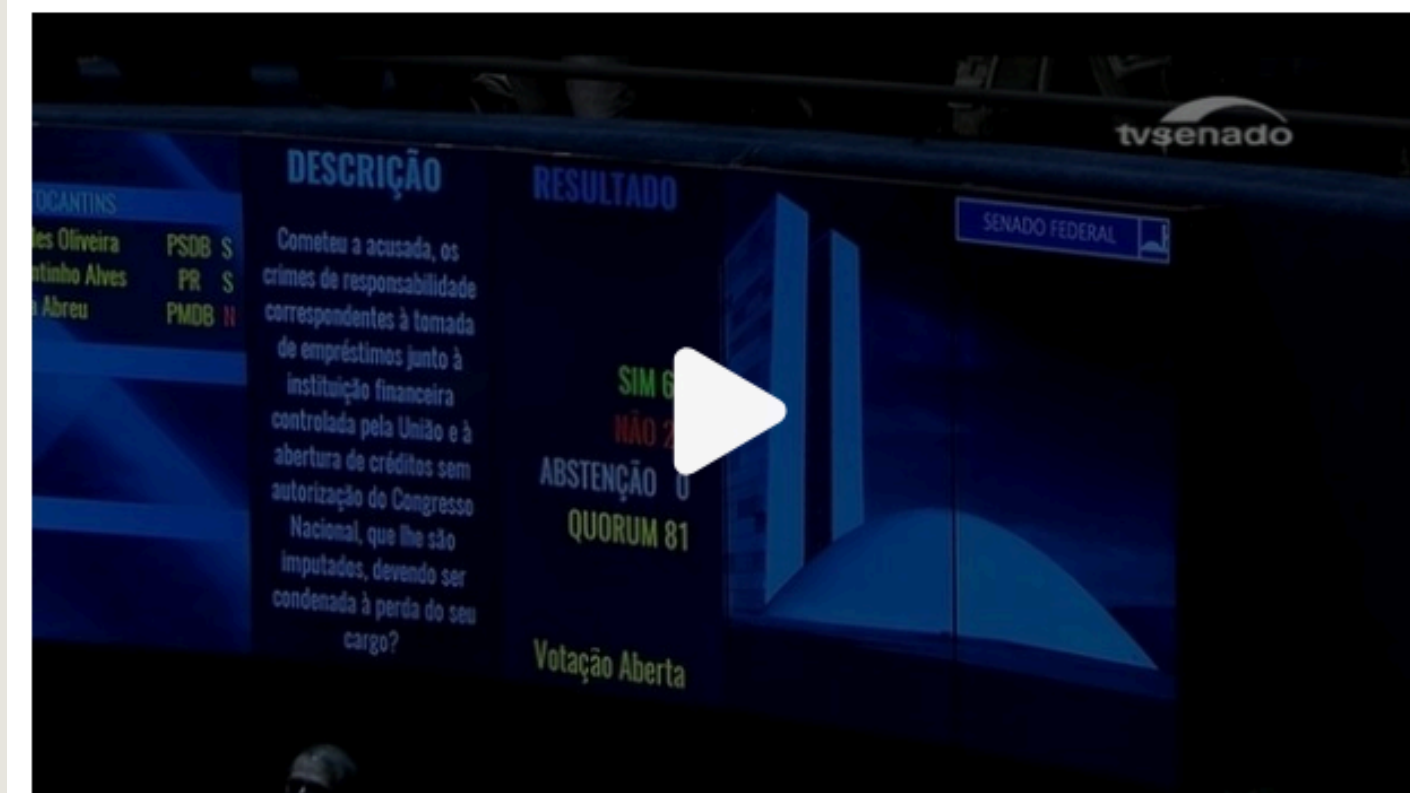 tvsenado
OCANTINS
les Oliveira PSDB S
ntinho Alves PR S
a Abreu PMDB N
DESCRIÇÃO
Cometeu a acusada, os
crimes de responsabilidade
correspondentes à tomada
de empréstimos junto à
instituição financeira
controlada pela União e à
abertura de créditos sem
autorização do Congresso
Nacional, que lhe são
imputados, devendo ser
condenada à perda do seu
cargo?
RESULTADO
SIM 6
NÃO 2
ABSTENÇÃO 0
QUORUM 81
Votação Aberta
SENADO FEDERAL